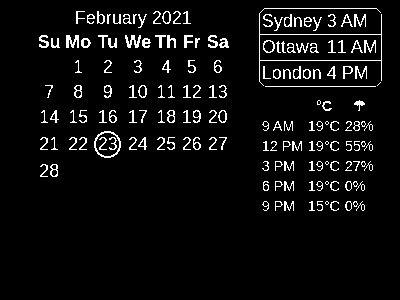 February 2021
Su Mo Tu We Th Fr Sa
1 2 3 4 5 6
7 8 9 10 11 12 13
14 15 16 17 18 19 20
21 22 23 24 25 26 27
28
Sydney 3 AM
Ottawa 11 AM
London 4 PM
°C ☂
9 AM 19°C 28%
12 PM 19°C 55%
3 PM 19°C 27%
6 PM 19°C 0%
9 PM 15°C 0%